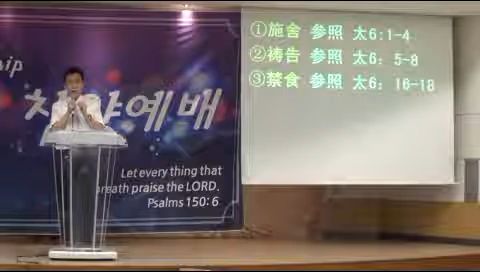 ①施舍 参照 太6:1-4
②祷告 参照 太6: 5-8
③禁食 参照 太6: 16-18
예배
Let every thing that
breath praise the LORD.
Psalms 150:6